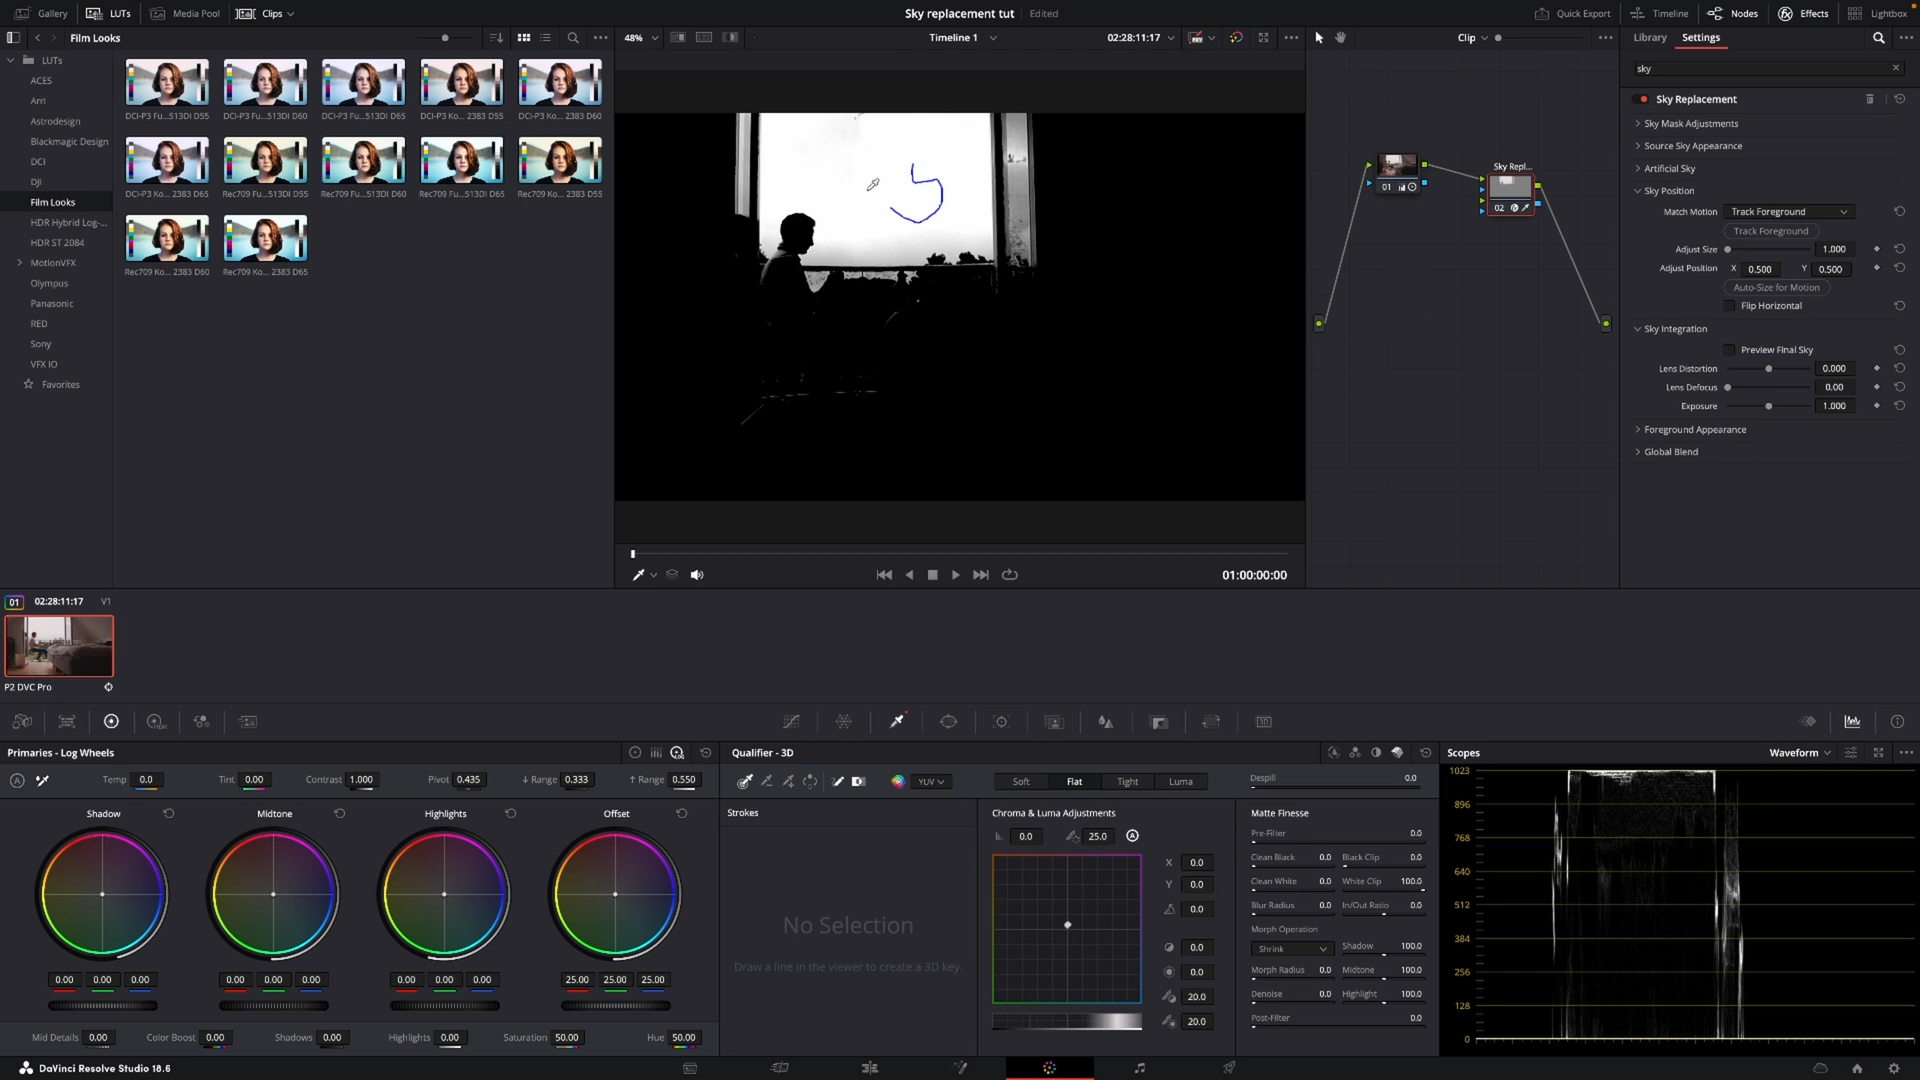 Gallery LUTs Media Pool Clips Sky replacement tut Edited Quick Export Timeline Nodes Effects Lightbox
Film Looks 48% Timeline 1 02:28:11:17 Clip Library Settings
LUTs
ACES
Arri
Astrodesign
Blackmagic Design
DCI
DJI
Film Looks
HDR Hybrid Log-...
HDR ST 2084
MotionVFX
Olympus
Panasonic
RED
Sony
VFX IO
Favorites
DCI-P3 Fu...513DI D55 DCI-P3 Fu...513DI D60 DCI-P3 Fu...513DI D65 DCI-P3 Ko... 2383 D55 DCI-P3 Ko... 2383 D60
DCI-P3 Ko... 2383 D65 Rec709 Fu...513DI D55 Rec709 Fu...513DI D60 Rec709 Fu...513DI D65 Rec709 Ko... 2383 D55
Rec709 Ko... 2383 D60 Rec709 Ko... 2383 D65
01:00:00:00
01
Sky Repl...
02
sky
Sky Replacement
Sky Mask Adjustments
Source Sky Appearance
Artificial Sky
Sky Position
Match Motion Track Foreground
Track Foreground
Adjust Size 1.000
Adjust Position X 0.500 Y 0.500
Auto-Size for Motion
Flip Horizontal
Sky Integration
Preview Final Sky
Lens Distortion 0.000
Lens Defocus 0.00
Exposure 1.000
Foreground Appearance
Global Blend
01 02:28:11:17 V1
P2 DVC Pro
Primaries - Log Wheels
Temp 0.0 Tint 0.00 Contrast 1.000 Pivot 0.435 Range 0.333 Range 0.550
Shadow Midtone Highlights Offset
0.00 0.00 0.00 0.00 0.00 0.00 0.00 0.00 0.00 25.00 25.00 25.00
Mid Details 0.00 Color Boost 0.00 Shadows 0.00 Highlights 0.00 Saturation 50.00 Hue 50.00
Qualifier - 3D
YUV Soft Flat Tight Luma Despill 0.0
Strokes
No Selection
Draw a line in the viewer to create a 3D key.
Chroma & Luma Adjustments
0.0 25.0
X 0.0
Y 0.0
0.0
0.0
0.0
20.0
20.0
Matte Finesse
Pre-Filter 0.0
Clean Black 0.0 Black Clip 0.0
Clean White 0.0 White Clip 100.0
Blur Radius 0.0 In/Out Ratio 0.0
Morph Operation
Shrink Shadow 100.0
Morph Radius 0.0 Midtone 100.0
Denoise 0.0 Highlight 100.0
Post-Filter 0.0
Scopes Waveform
1023
896
768
640
512
384
256
128
0
DaVinci Resolve Studio 18.6